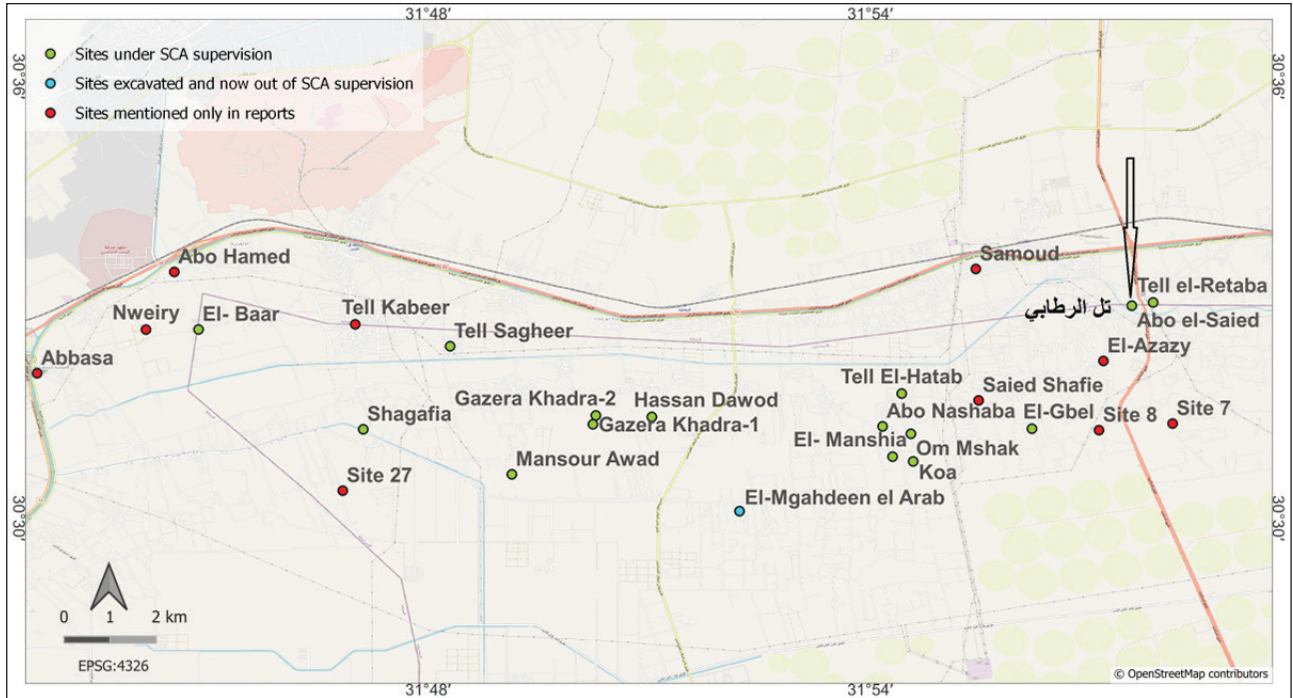 31°48'
31°54'
30°36'
30°36'
Sites under SCA supervision
Sites excavated and now out of SCA supervision
Sites mentioned only in reports
Abo Hamed
Samoud
Nweiry
El- Baar
Tell Kabeer
Tell Sagheer
Tell el-Retaba
تل الرطابي
Abo el-Saied
Abbasa
El-Azazy
Tell El-Hatab
Saied Shafie
Gazera Khadra-2
Hassan Dawod
Abo Nashaba
El-Gbel
Site 7
Shagafia
Gazera Khadra-1
El- Manshia
Site 8
Om Mshak
Mansour Awad
Koa
Site 27
El-Mgahdeen el Arab
30°30'
30°30'
0 1 2 km
EPSG:4326
© OpenStreetMap contributors
31°48'
31°54'